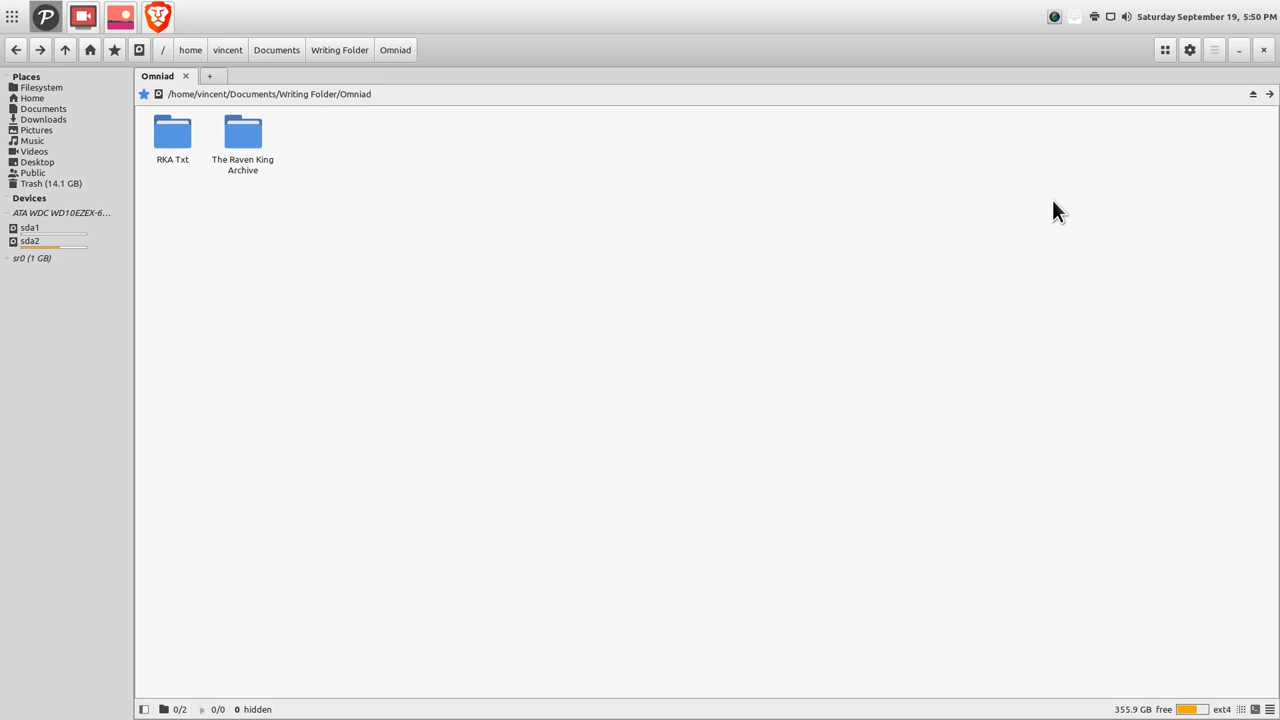 Saturday September 19, 5:50 PM
/ home vincent Documents Writing Folder Omniad
Places
Filesystem
Home
Documents
Downloads
Pictures
Music
Videos
Desktop
Public
Trash (14.1 GB)
Devices
ATA WDC WD10EZEX-6...
sda1
sda2
sr0 (1 GB)
Omniad
/home/vincent/Documents/Writing Folder/Omniad
RKA Txt
The Raven King
Archive
0/2 0/0 0 hidden
355.9 GB free ext4